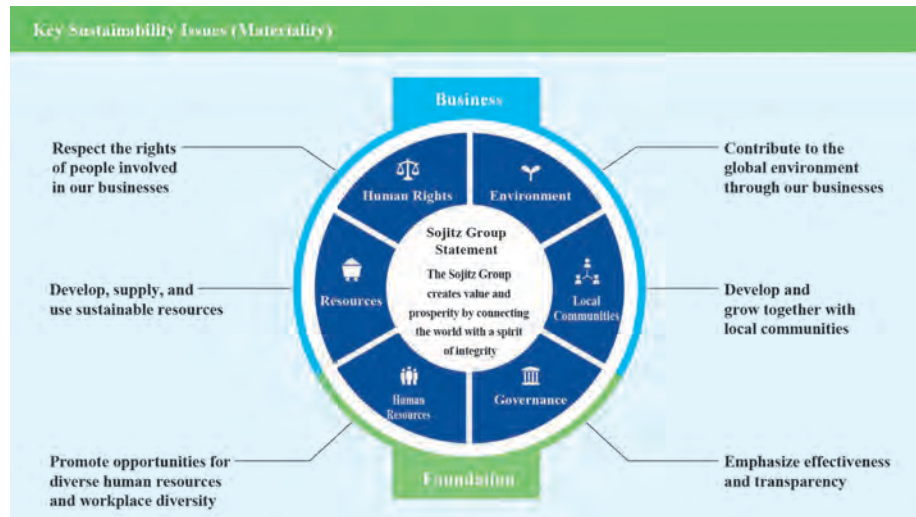 Key Sustainability Issues (Materiality)
Business
Respect the rights
of people involved
in our businesses
Human Rights
Environment
Contribute to the
global environment
through our businesses
Sojitz Group
Statement
The Sojitz Group
creates value and
prosperity by connecting
the world with a spirit
of integrity
Develop, supply, and
use sustainable resources
Resources
Local
Communities
Develop and
grow together with
local communities
Human
Resources
Governance
Promote opportunities for
diverse human resources
and workplace diversity
Foundation
Emphasize effectiveness
and transparency